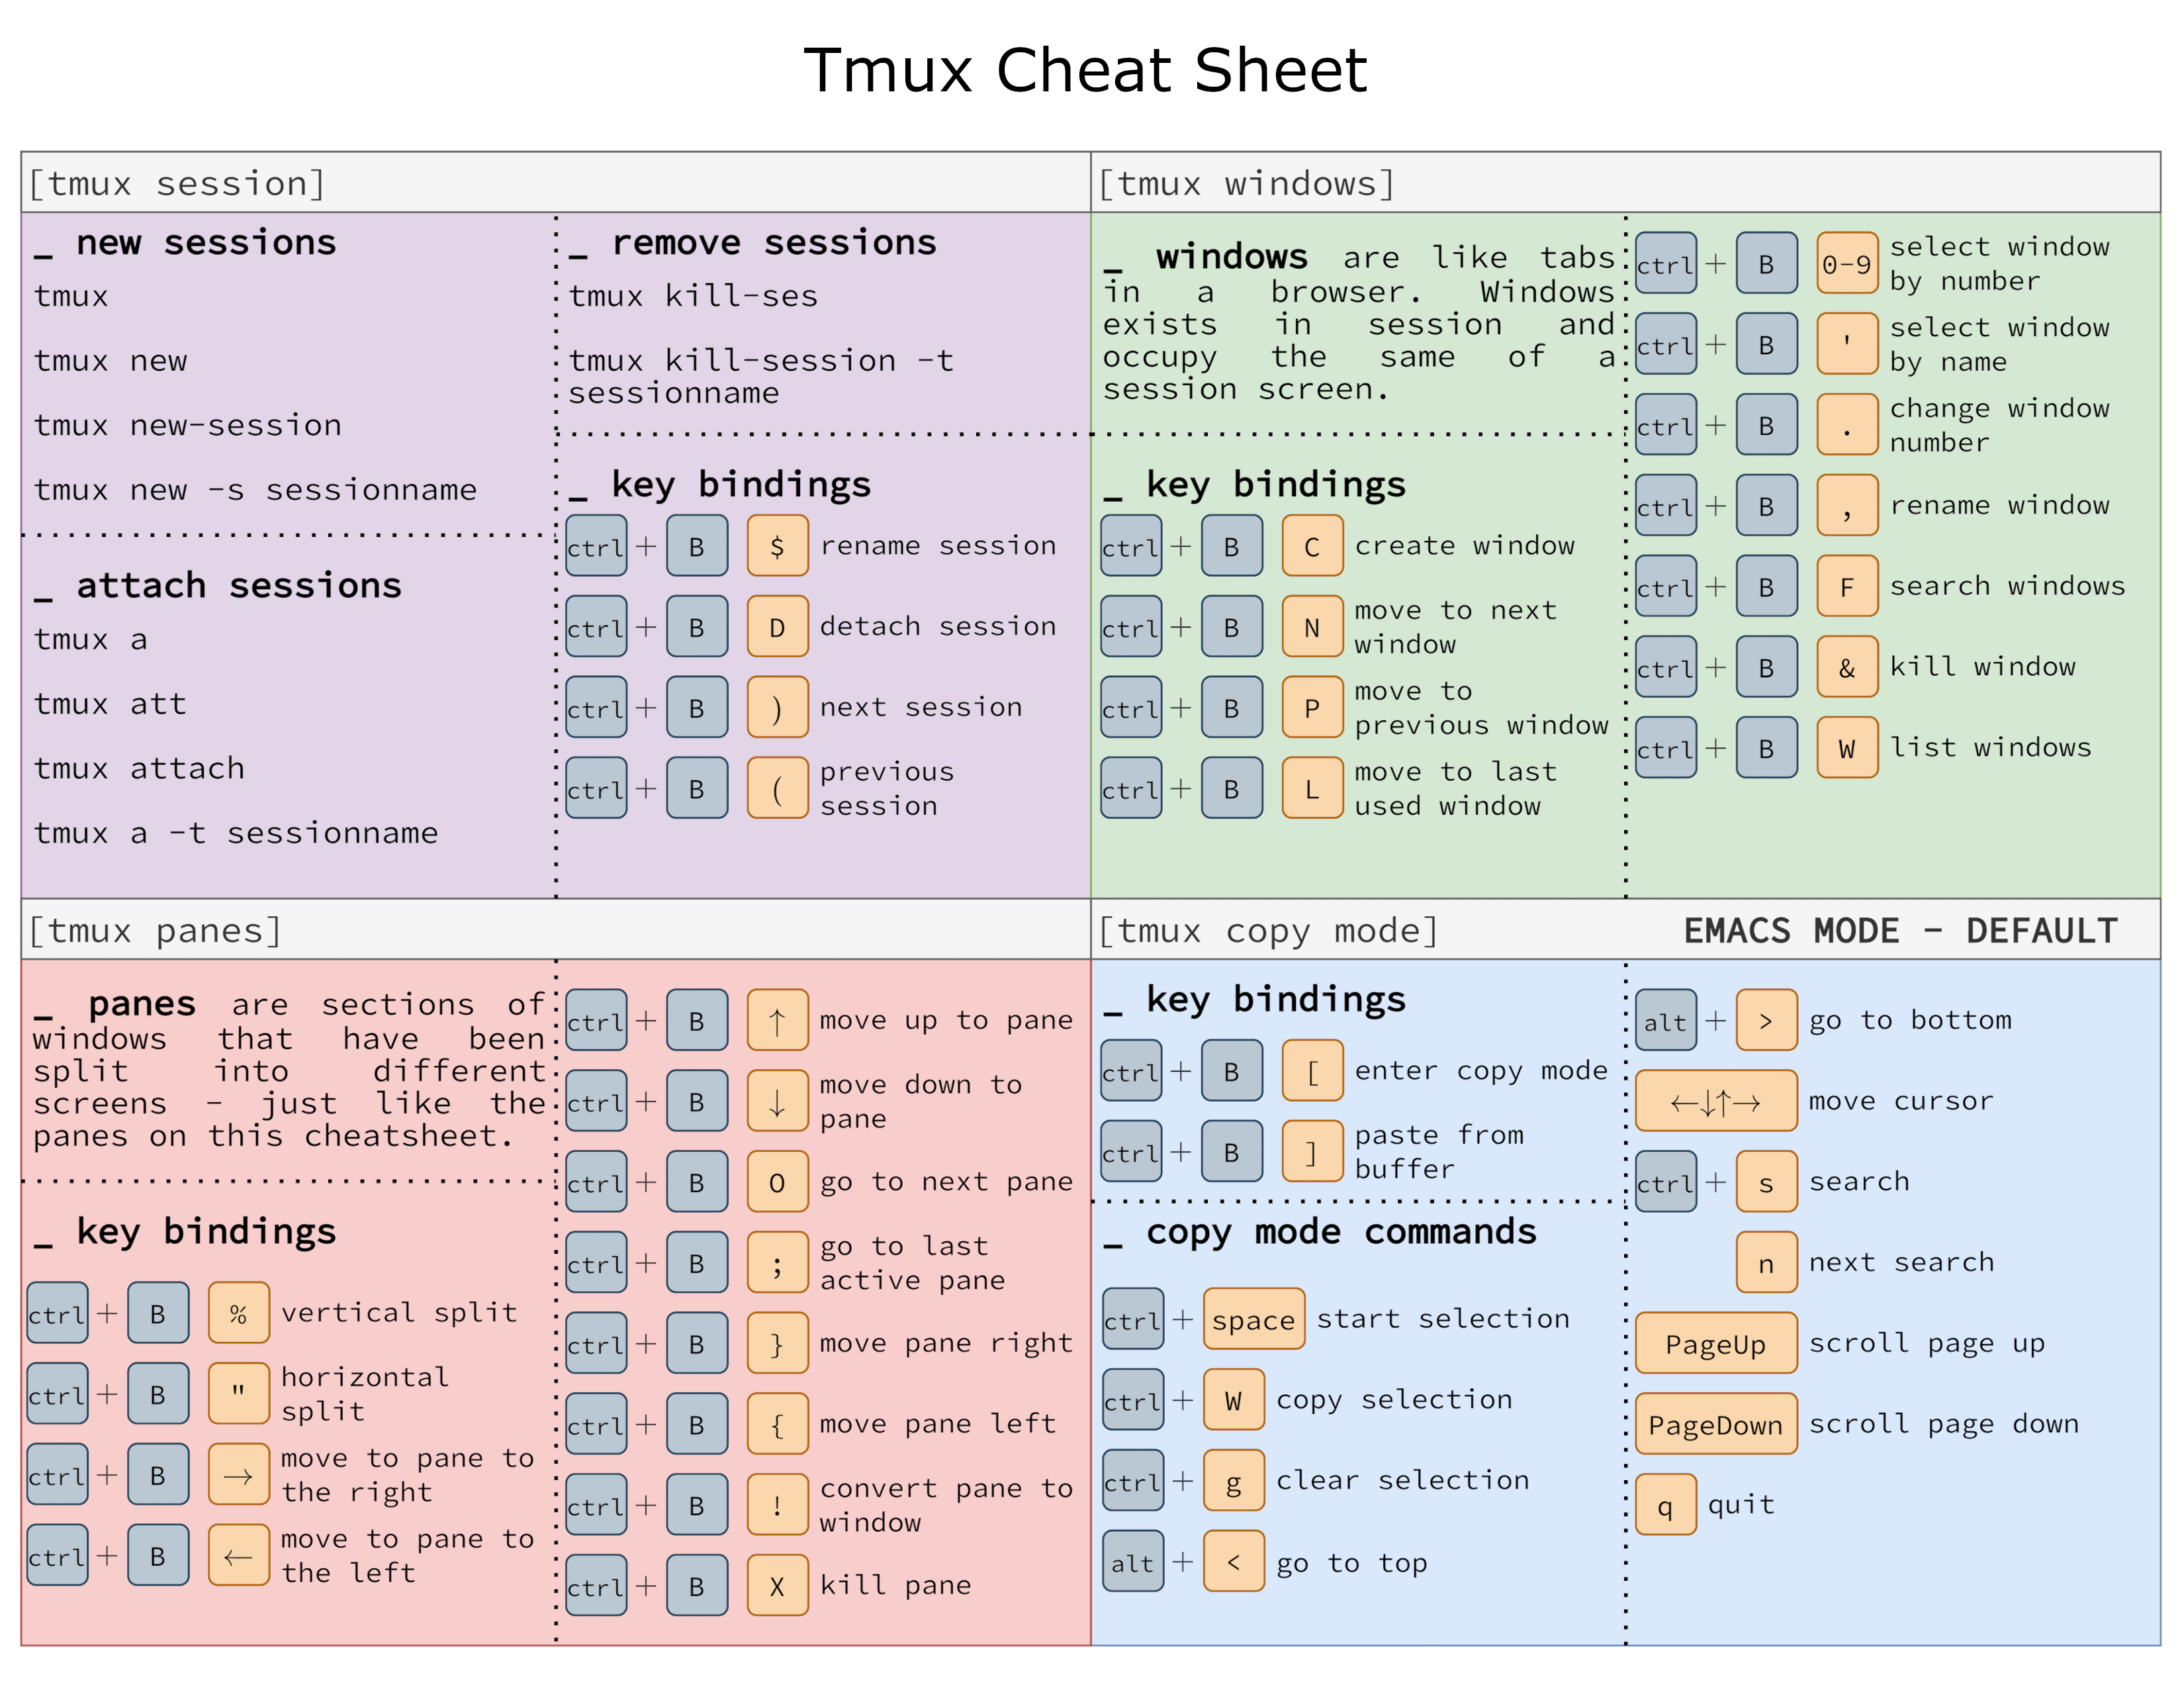 Tmux Cheat Sheet
[tmux session]
_ new sessions
tmux
tmux new
tmux new-session
tmux new -s sessionname
_ attach sessions
tmux a
tmux att
tmux attach
tmux a -t sessionname
_ remove sessions
tmux kill-ses
tmux kill-session -t
sessionname
_ key bindings
ctrl + B $ rename session
ctrl + B D detach session
ctrl + B ) next session
ctrl + B ( previous
session
[tmux windows]
_ windows are like tabs
in a browser. Windows
exists in session and
occupy the same of a
session screen.
_ key bindings
ctrl + B C create window
ctrl + B N move to next
window
ctrl + B P move to
previous window
ctrl + B L move to last
used window
ctrl + B 0-9 select window
by number
ctrl + B ' select window
by name
ctrl + B . change window
number
ctrl + B , rename window
ctrl + B F search windows
ctrl + B & kill window
ctrl + B W list windows
[tmux panes]
_ panes are sections of
windows that have been
split into different
screens - just like the
panes on this cheatsheet.
_ key bindings
ctrl + B % vertical split
ctrl + B " horizontal
split
ctrl + B → move to pane to
the right
ctrl + B ← move to pane to
the left
ctrl + B ↑ move up to pane
ctrl + B ↓ move down to
pane
ctrl + B O go to next pane
ctrl + B ; go to last
active pane
ctrl + B } move pane right
ctrl + B { move pane left
ctrl + B ! convert pane to
window
ctrl + B X kill pane
[tmux copy mode] EMACS MODE - DEFAULT
_ key bindings
ctrl + B [ enter copy mode
ctrl + B ] paste from
buffer
_ copy mode commands
ctrl + space start selection
ctrl + W copy selection
ctrl + g clear selection
alt + < go to top
alt + > go to bottom
←↓↑→ move cursor
ctrl + s search
n next search
PageUp scroll page up
PageDown scroll page down
q quit